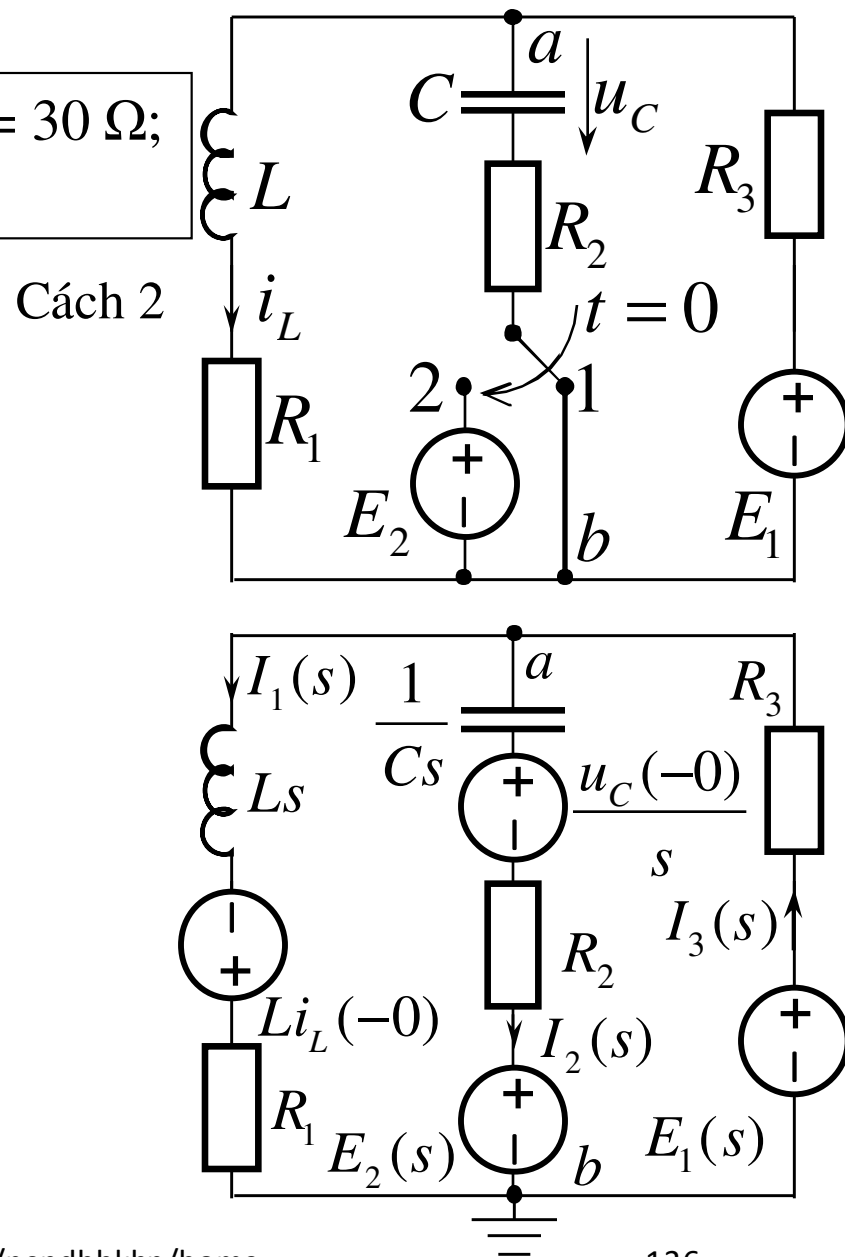 a
C
u_C
= 30 Ω;
L
R_3
R_2
Cách 2
i_L
t = 0
2
1
R_1
E_2
b
E_1
I_1(s)
1
Cs
a
R_3
Ls
u_C(−0)
s
R_2
I_3(s)
Li_L(−0)
I_2(s)
R_1
E_2(s)
b
E_1(s)